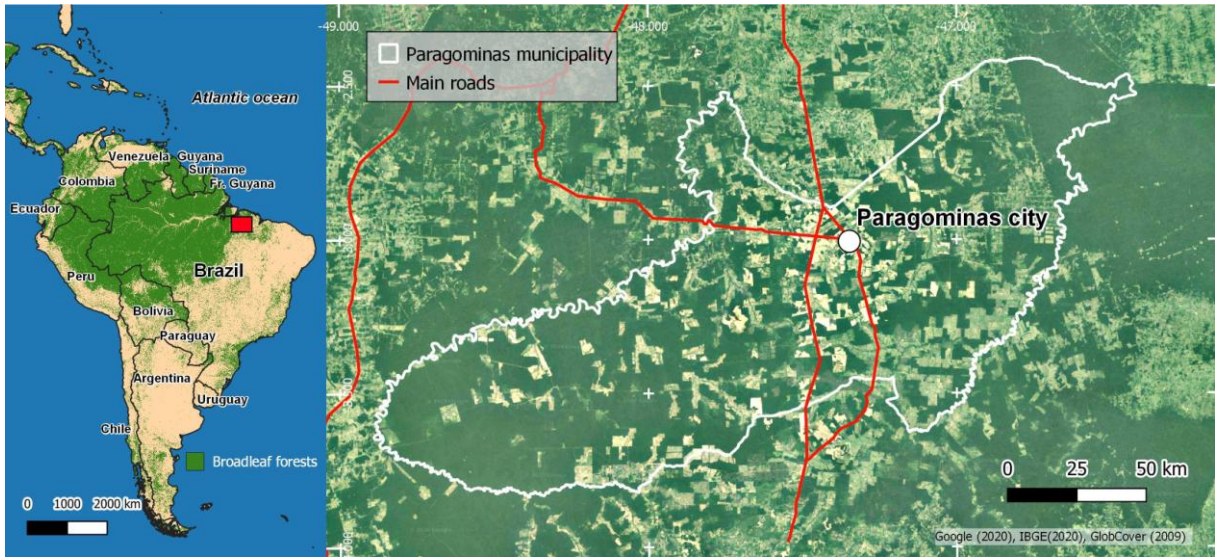 Atlantic ocean
Venezuela
Guyana
Suriname
Fr. Guyana
Colombia
Ecuador
Peru
Brazil
Bolivia
Paraguay
Argentina
Uruguay
Chile
Broadleaf forests
0 1000 2000 km
-49.000
-48.000
-47.000
Paragominas municipality
Main roads
Paragominas city
0 25 50 km
Google (2020), IBGE(2020), GlobCover (2009)